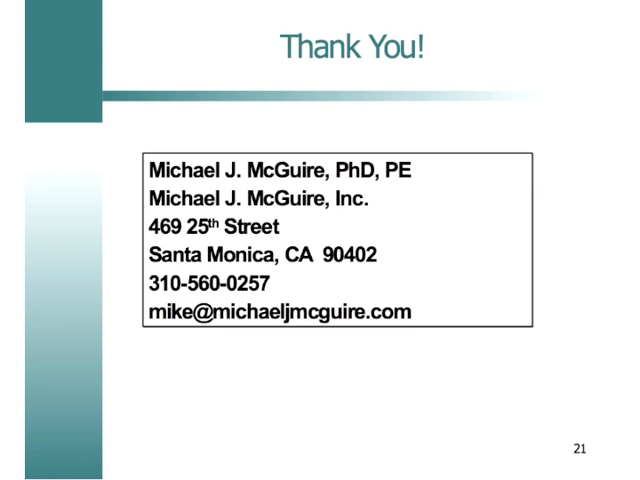 Thank You!
Michael J. McGuire, PhD, PE
Michael J. McGuire, Inc.
469 25th Street
Santa Monica, CA  90402
310-560-0257
mike@michaeljmcguire.com
21